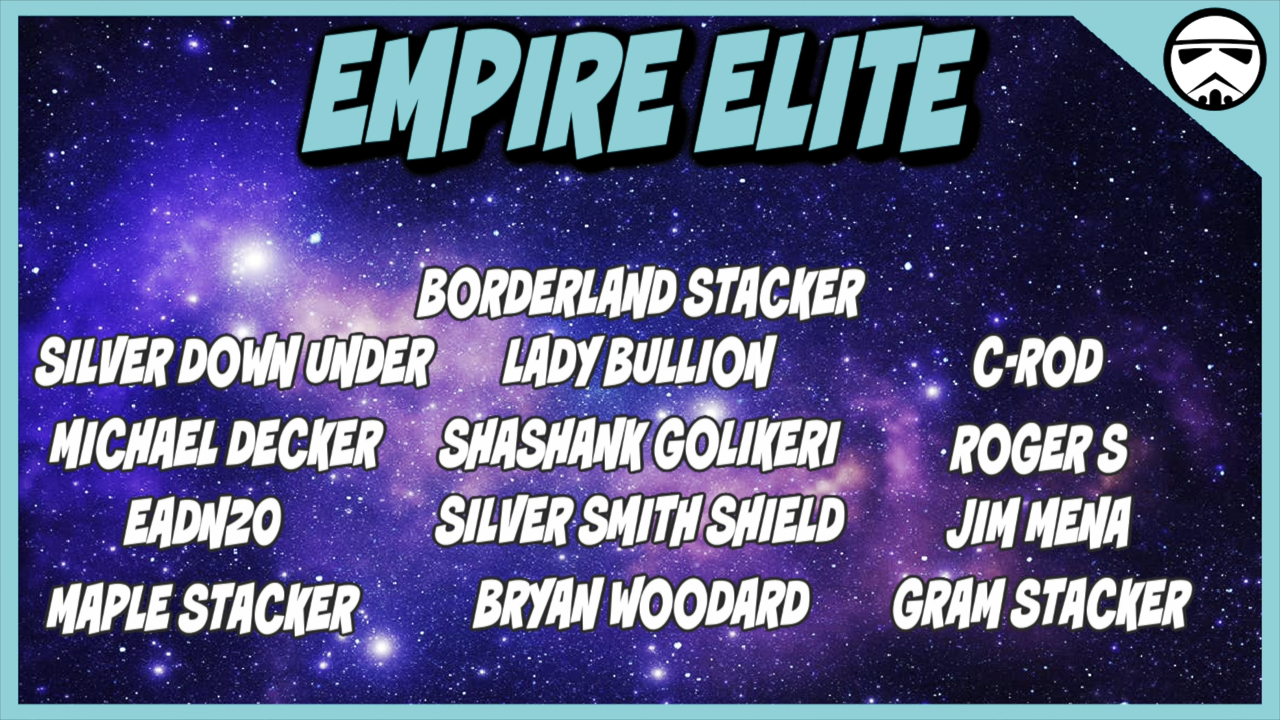 EMPIRE ELITE
BORDERLAND STACKER
SILVER DOWN UNDER LADY BULLION C-ROD
MICHAEL DECKER SHASHANK GOLIKERI ROGER S
EADN20 SILVER SMITH SHIELD JIM MENA
MAPLE STACKER BRYAN WOODARD GRAM STACKER